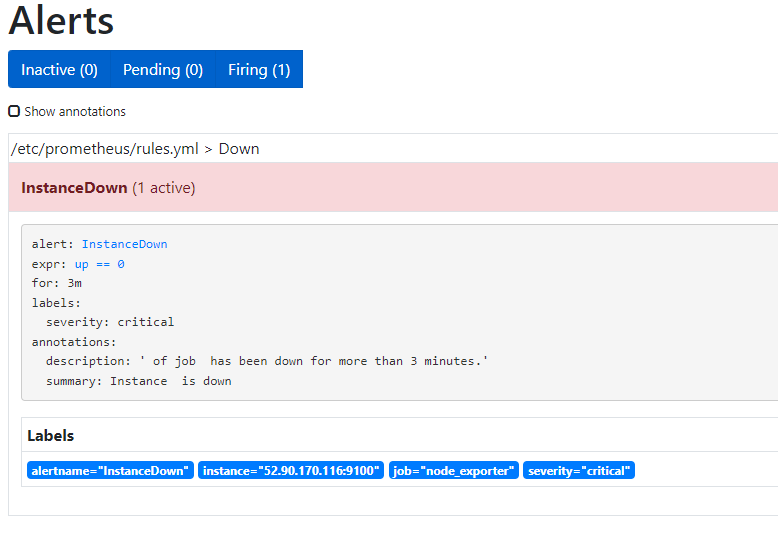 Alerts
Inactive (0) Pending (0) Firing (1)
Show annotations
/etc/prometheus/rules.yml > Down
InstanceDown (1 active)
alert: InstanceDown
expr: up == 0
for: 3m
labels:
  severity: critical
annotations:
  description: ' of job  has been down for more than 3 minutes.'
  summary: Instance  is down
Labels
alertname="InstanceDown" instance="52.90.170.116:9100" job="node_exporter" severity="critical"